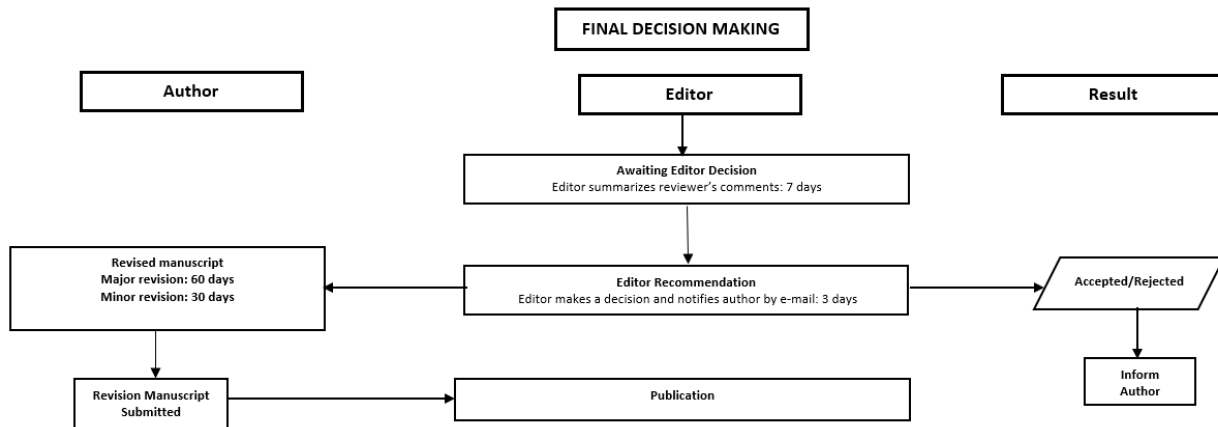 FINAL DECISION MAKING
Author
Editor
Result
Awaiting Editor Decision
Editor summarizes reviewer's comments: 7 days
Revised manuscript
Major revision: 60 days
Minor revision: 30 days
Editor Recommendation
Editor makes a decision and notifies author by e-mail: 3 days
Accepted/Rejected
Revision Manuscript
Submitted
Publication
Inform
Author